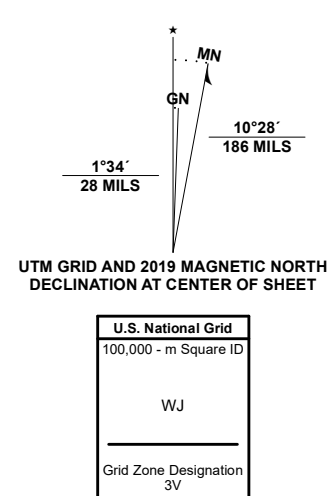 ★
MN
GN
10°28´
186 MILS
1°34´
28 MILS
UTM GRID AND 2019 MAGNETIC NORTH
DECLINATION AT CENTER OF SHEET
U.S. National Grid
100,000 - m Square ID
WJ
Grid Zone Designation
3V